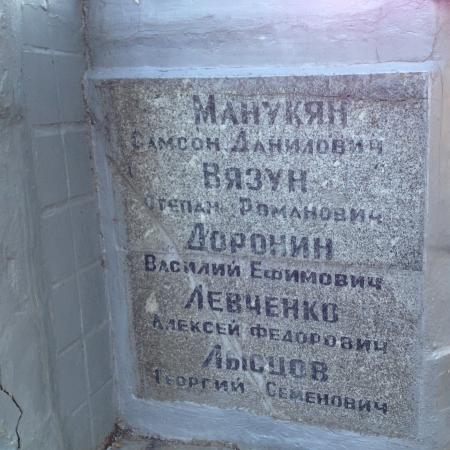 Манукян
Самсон Данилович
Вязун
Степан Романович
Доронин
Василий Ефимович
Левченко
Алексей Федорович
Лысцов
Георгий Семенович